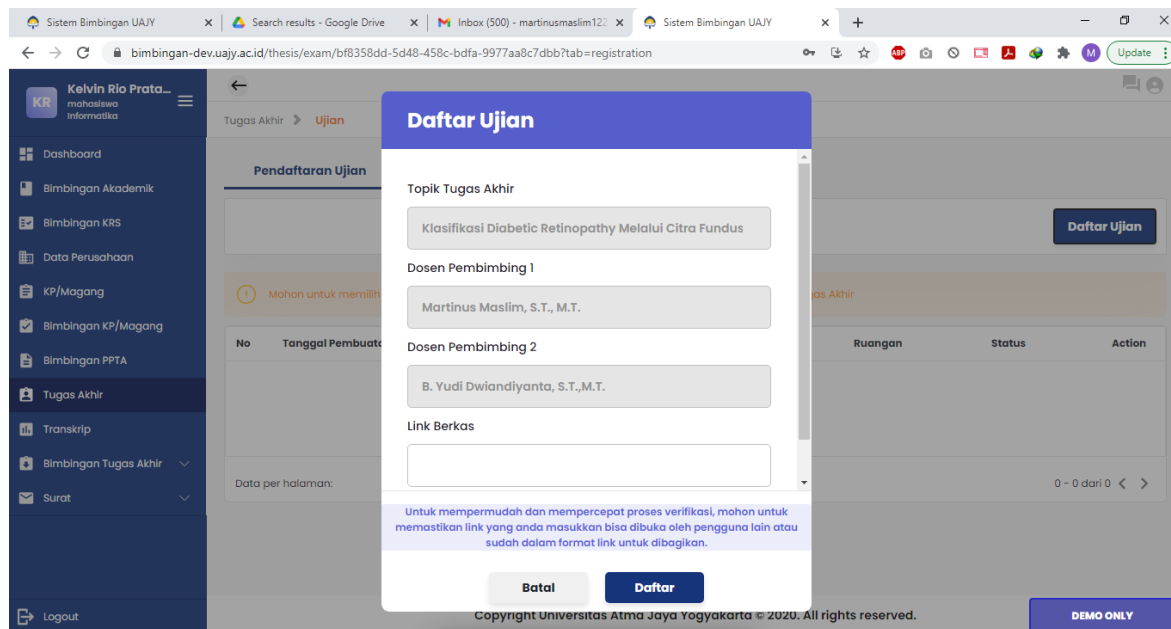 Sistem Bimbingan UAJY
Search results - Google Drive
Inbox (500) - martinusmaslim122
Sistem Bimbingan UAJY
bimbingan-dev.uajy.ac.id/thesis/exam/bf8358dd-5d48-458c-bdfa-9977aa8c7dbb?tab=registration
ABP
M
Update
KR
Kelvin Rio Prata...
mahasiswa
Informatika
Dashboard
Bimbingan Akademik
Bimbingan KRS
Data Perusahaan
KP/Magang
Bimbingan KP/Magang
Bimbingan PPTA
Tugas Akhir
Transkrip
Bimbingan Tugas Akhir
Surat
Logout
Tugas Akhir > Ujian
Pendaftaran Ujian
Daftar Ujian
Mohon untuk memilih
gas Akhir
No Tanggal Pembuata Ruangan Status Action
Data per halaman: 0 - 0 dari 0
Daftar Ujian
Topik Tugas Akhir
Klasifikasi Diabetic Retinopathy Melalui Citra Fundus
Dosen Pembimbing 1
Martinus Maslim, S.T., M.T.
Dosen Pembimbing 2
B. Yudi Dwiandiyanta, S.T.,M.T.
Link Berkas
Untuk mempermudah dan mempercepat proses verifikasi, mohon untuk
memastikan link yang anda masukkan bisa dibuka oleh pengguna lain atau
sudah dalam format link untuk dibagikan.
Batal
Daftar
Copyright Universitas Atma Jaya Yogyakarta © 2020. All rights reserved.
DEMO ONLY